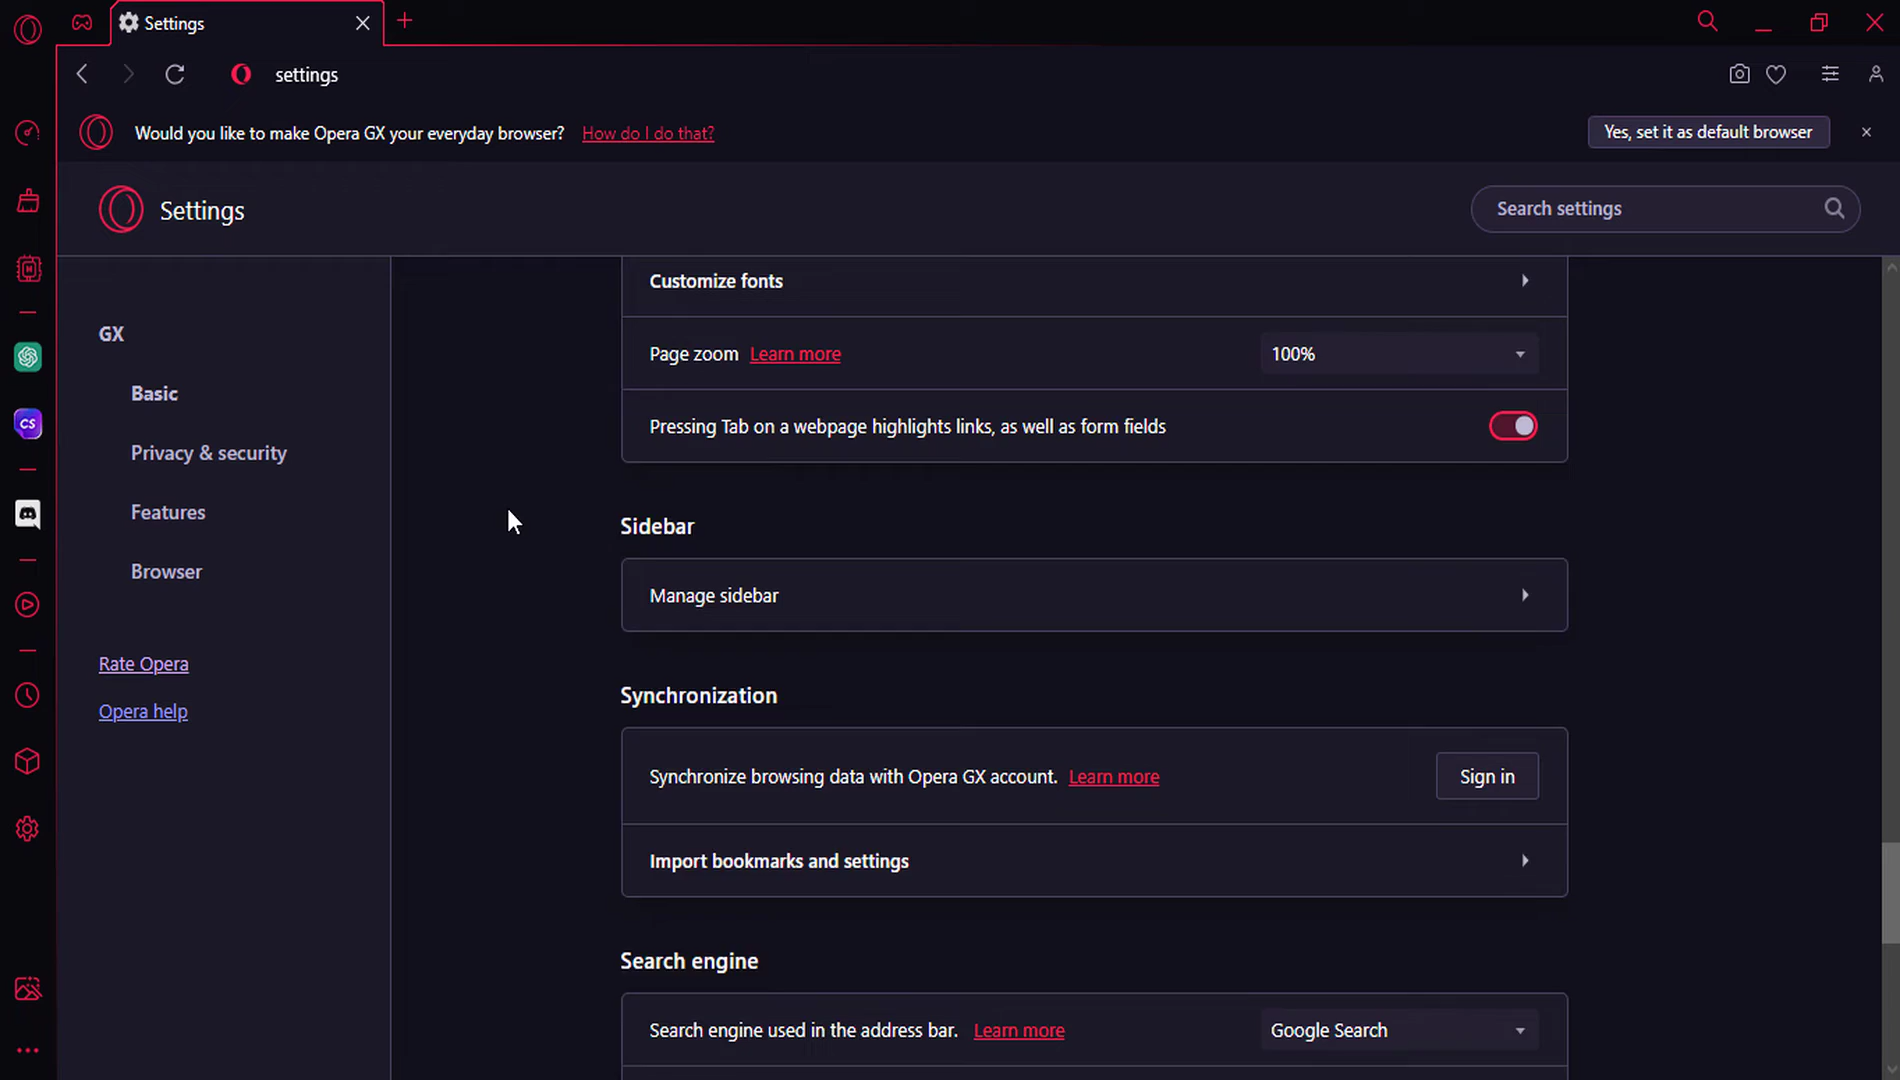 Settings
settings
Would you like to make Opera GX your everyday browser? How do I do that? Yes, set it as default browser
Settings
Search settings
Customize fonts
GX
Page zoom Learn more 100%
Basic
Pressing Tab on a webpage highlights links, as well as form fields
Privacy & security
Features
Sidebar
Browser
Manage sidebar
Rate Opera
Synchronization
Opera help
Synchronize browsing data with Opera GX account. Learn more Sign in
Import bookmarks and settings
Search engine
Search engine used in the address bar. Learn more Google Search
CS